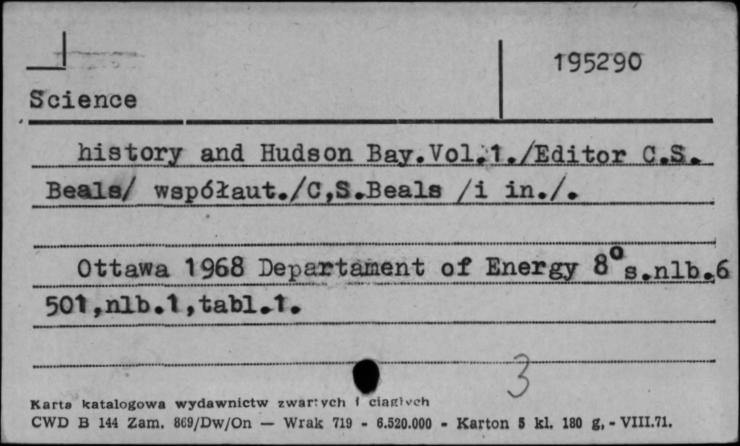 195290
Science
history and Hudson Bay.Vol.1./Editor C.S.
Beals/ współaut./C,S.Beals /i in./.
Ottawa 1968 Departament of Energy 8° s.nlb.6
501,nlb.1,tabl.1.
3
Karta katalogowa wydawnictw zwartych i ciągłych
CWD B 144 Zam. 869/Dw/On — Wrak 719 - 6.520.000 - Karton 5 kl. 180 g, - VIII.71.